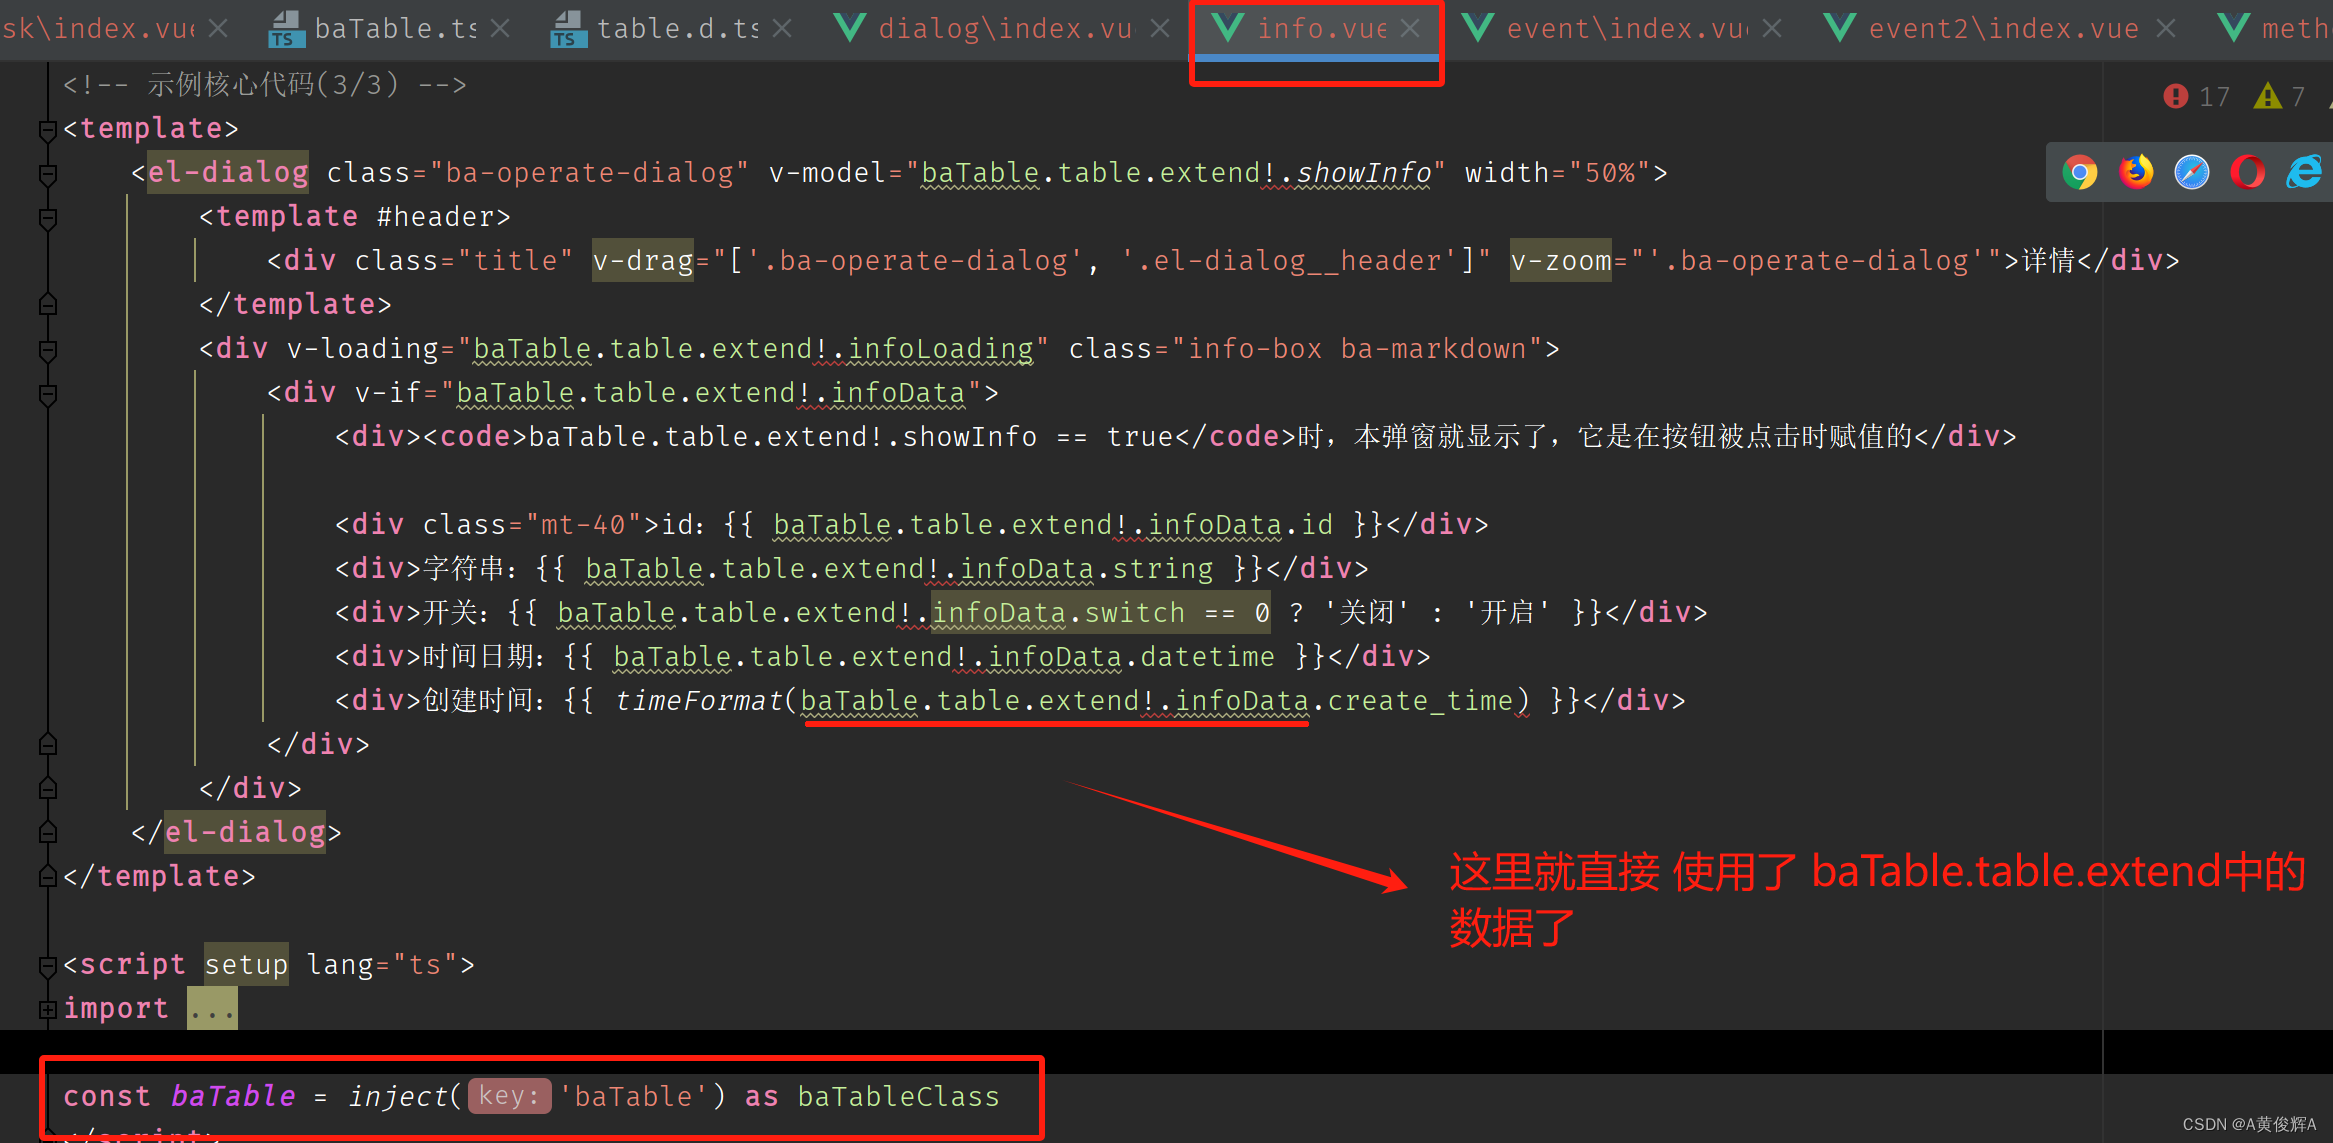 sk\index.vue
TS baTable.ts
TS table.d.ts
dialog\index.vu
info.vue
event\index.vu
event2\index.vue
meth
<!-- 示例核心代码(3/3) -->
17 7
<template>
<el-dialog class="ba-operate-dialog" v-model="baTable.table.extend!.showInfo" width="50%">
<template #header>
<div class="title" v-drag="['.ba-operate-dialog', '.el-dialog__header']" v-zoom="'.ba-operate-dialog'">详情</div>
</template>
<div v-loading="baTable.table.extend!.infoLoading" class="info-box ba-markdown">
<div v-if="baTable.table.extend!.infoData">
<div><code>baTable.table.extend!.showInfo == true</code>时，本弹窗就显示了，它是在按钮被点击时赋值的</div>
<div class="mt-40">id：{{ baTable.table.extend!.infoData.id }}</div>
<div>字符串：{{ baTable.table.extend!.infoData.string }}</div>
<div>开关：{{ baTable.table.extend!.infoData.switch == 0 ? '关闭' : '开启' }}</div>
<div>时间日期：{{ baTable.table.extend!.infoData.datetime }}</div>
<div>创建时间：{{ timeFormat(baTable.table.extend!.infoData.create_time) }}</div>
</div>
</div>
</el-dialog>
</template>
这里就直接 使用了 baTable.table.extend中的
数据了
<script setup lang="ts">
import ...
const baTable = inject( key: 'baTable') as baTableClass
</script>
CSDN @A黄俊辉A